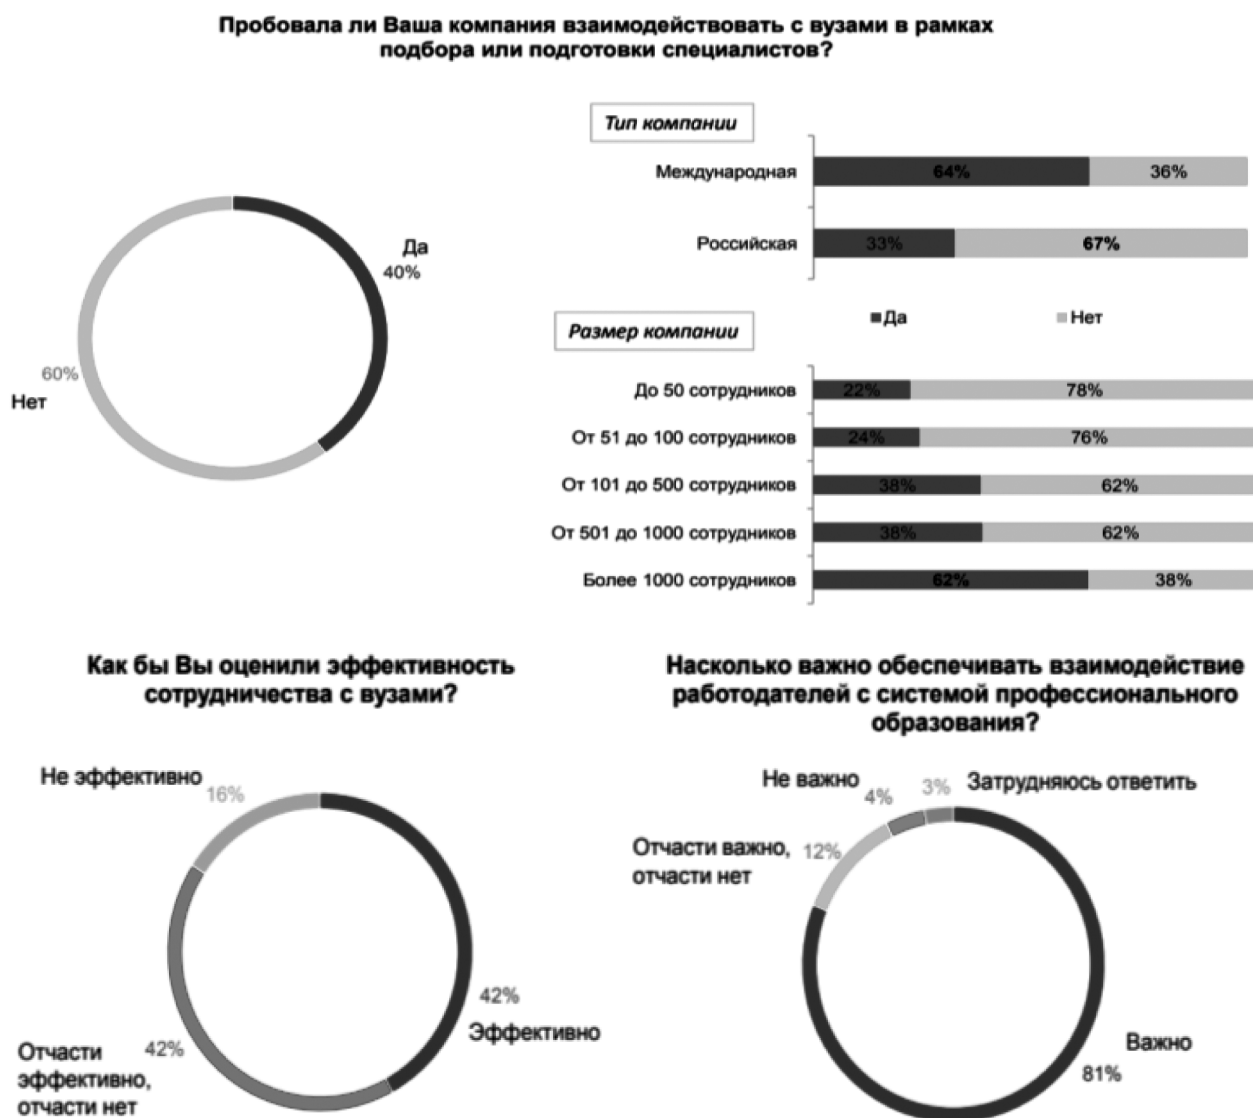 Пробовала ли Ваша компания взаимодействовать с вузами в рамках
подбора или подготовки специалистов?
Да
40%
60%
Нет
Тип компании
Международная 64% 36%
Российская 33% 67%
Да Нет
Размер компании
До 50 сотрудников 22% 78%
От 51 до 100 сотрудников 24% 76%
От 101 до 500 сотрудников 38% 62%
От 501 до 1000 сотрудников 38% 62%
Более 1000 сотрудников 62% 38%
Как бы Вы оценили эффективность
сотрудничества с вузами?
Не эффективно
16%
42%
Эффективно
42%
Отчасти
эффективно,
отчасти нет
Насколько важно обеспечивать взаимодействие
работодателей с системой профессионального
образования?
Не важно
4%
3%
Затрудняюсь ответить
Отчасти важно,
отчасти нет
12%
Важно
81%